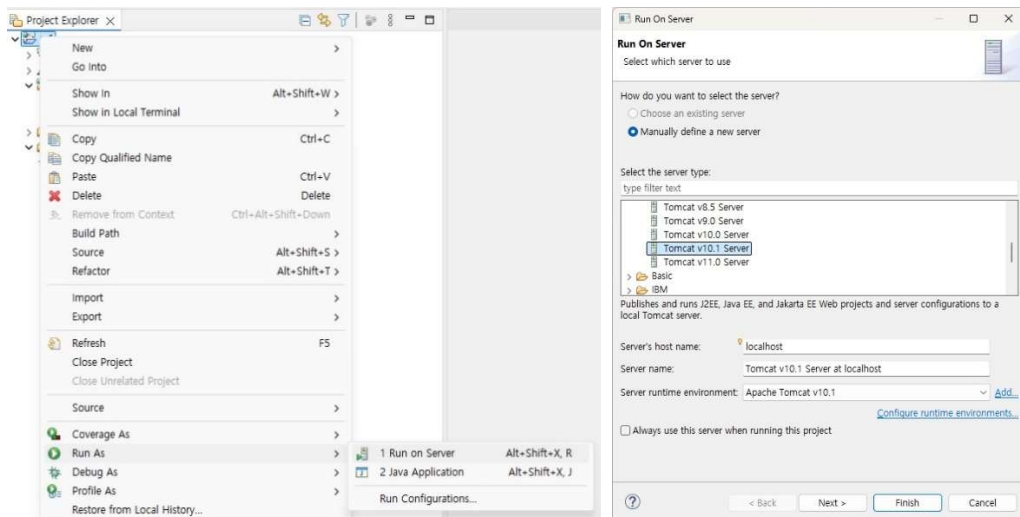 Project Explorer
New
Go Into
Show In Alt+Shift+W >
Show in Local Terminal >
Copy Ctrl+C
Copy Qualified Name
Paste Ctrl+V
Delete Delete
Remove from Context Ctrl+Alt+Shift+Down
Build Path >
Source Alt+Shift+S >
Refactor Alt+Shift+T >
Import >
Export >
Refresh F5
Close Project
Close Unrelated Project
Source >
Coverage As >
Run As >
Debug As >
Profile As >
Restore from Local History...
1 Run on Server Alt+Shift+X, R
2 Java Application Alt+Shift+X, J
Run Configurations...
Run On Server
Run On Server
Select which server to use
How do you want to select the server?
Choose an existing server
Manually define a new server
Select the server type:
type filter text
Tomcat v8.5 Server
Tomcat v9.0 Server
Tomcat v10.0 Server
Tomcat v10.1 Server
Tomcat v11.0 Server
> Basic
> IBM
Publishes and runs J2EE, Java EE, and Jakarta EE Web projects and server configurations to a
local Tomcat server.
Server's host name: localhost
Server name: Tomcat v10.1 Server at localhost
Server runtime environment: Apache Tomcat v10.1 Add...
Configure runtime environments...
Always use this server when running this project
< Back Next > Finish Cancel